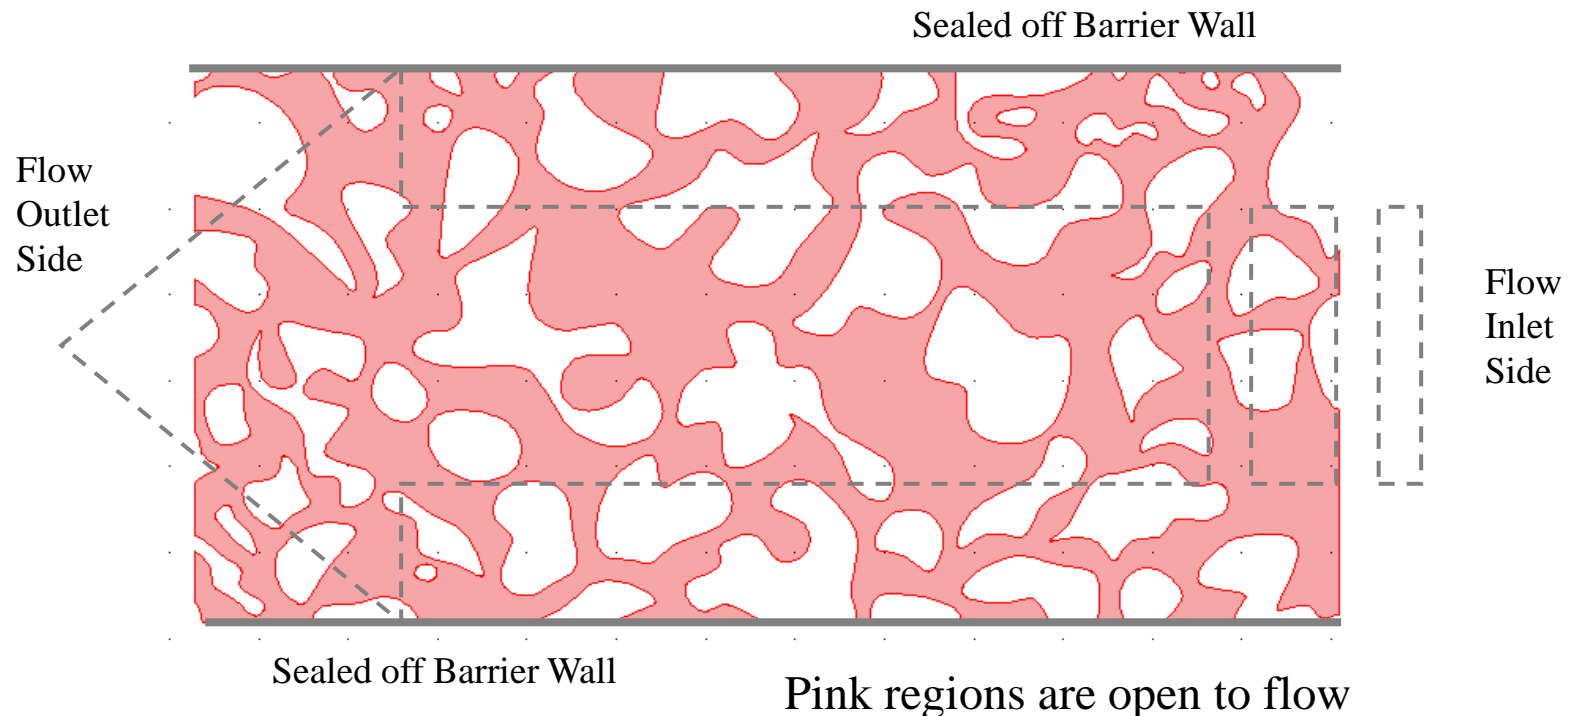 Sealed off Barrier Wall
Flow
Outlet
Side
Flow
Inlet
Side
Sealed off Barrier Wall
Pink regions are open to flow